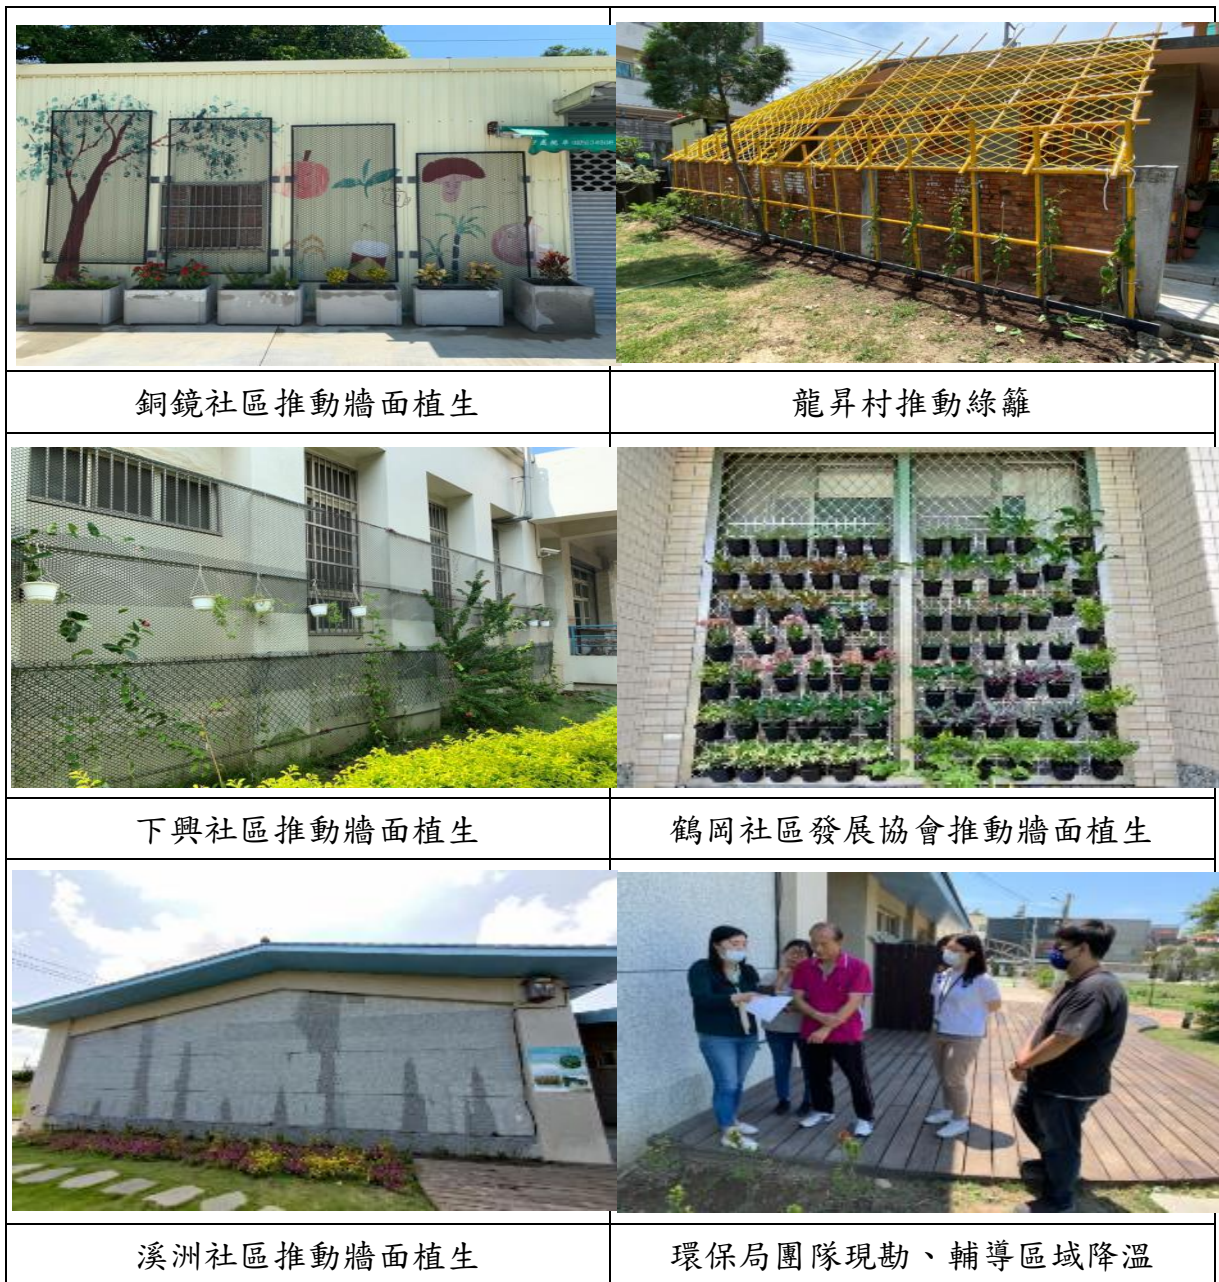 銅鏡社區推動牆面植生
龍昇村推動綠籬
下興社區推動牆面植生
鶴岡社區發展協會推動牆面植生
溪洲社區推動牆面植生
環保局團隊現勘、輔導區域降溫